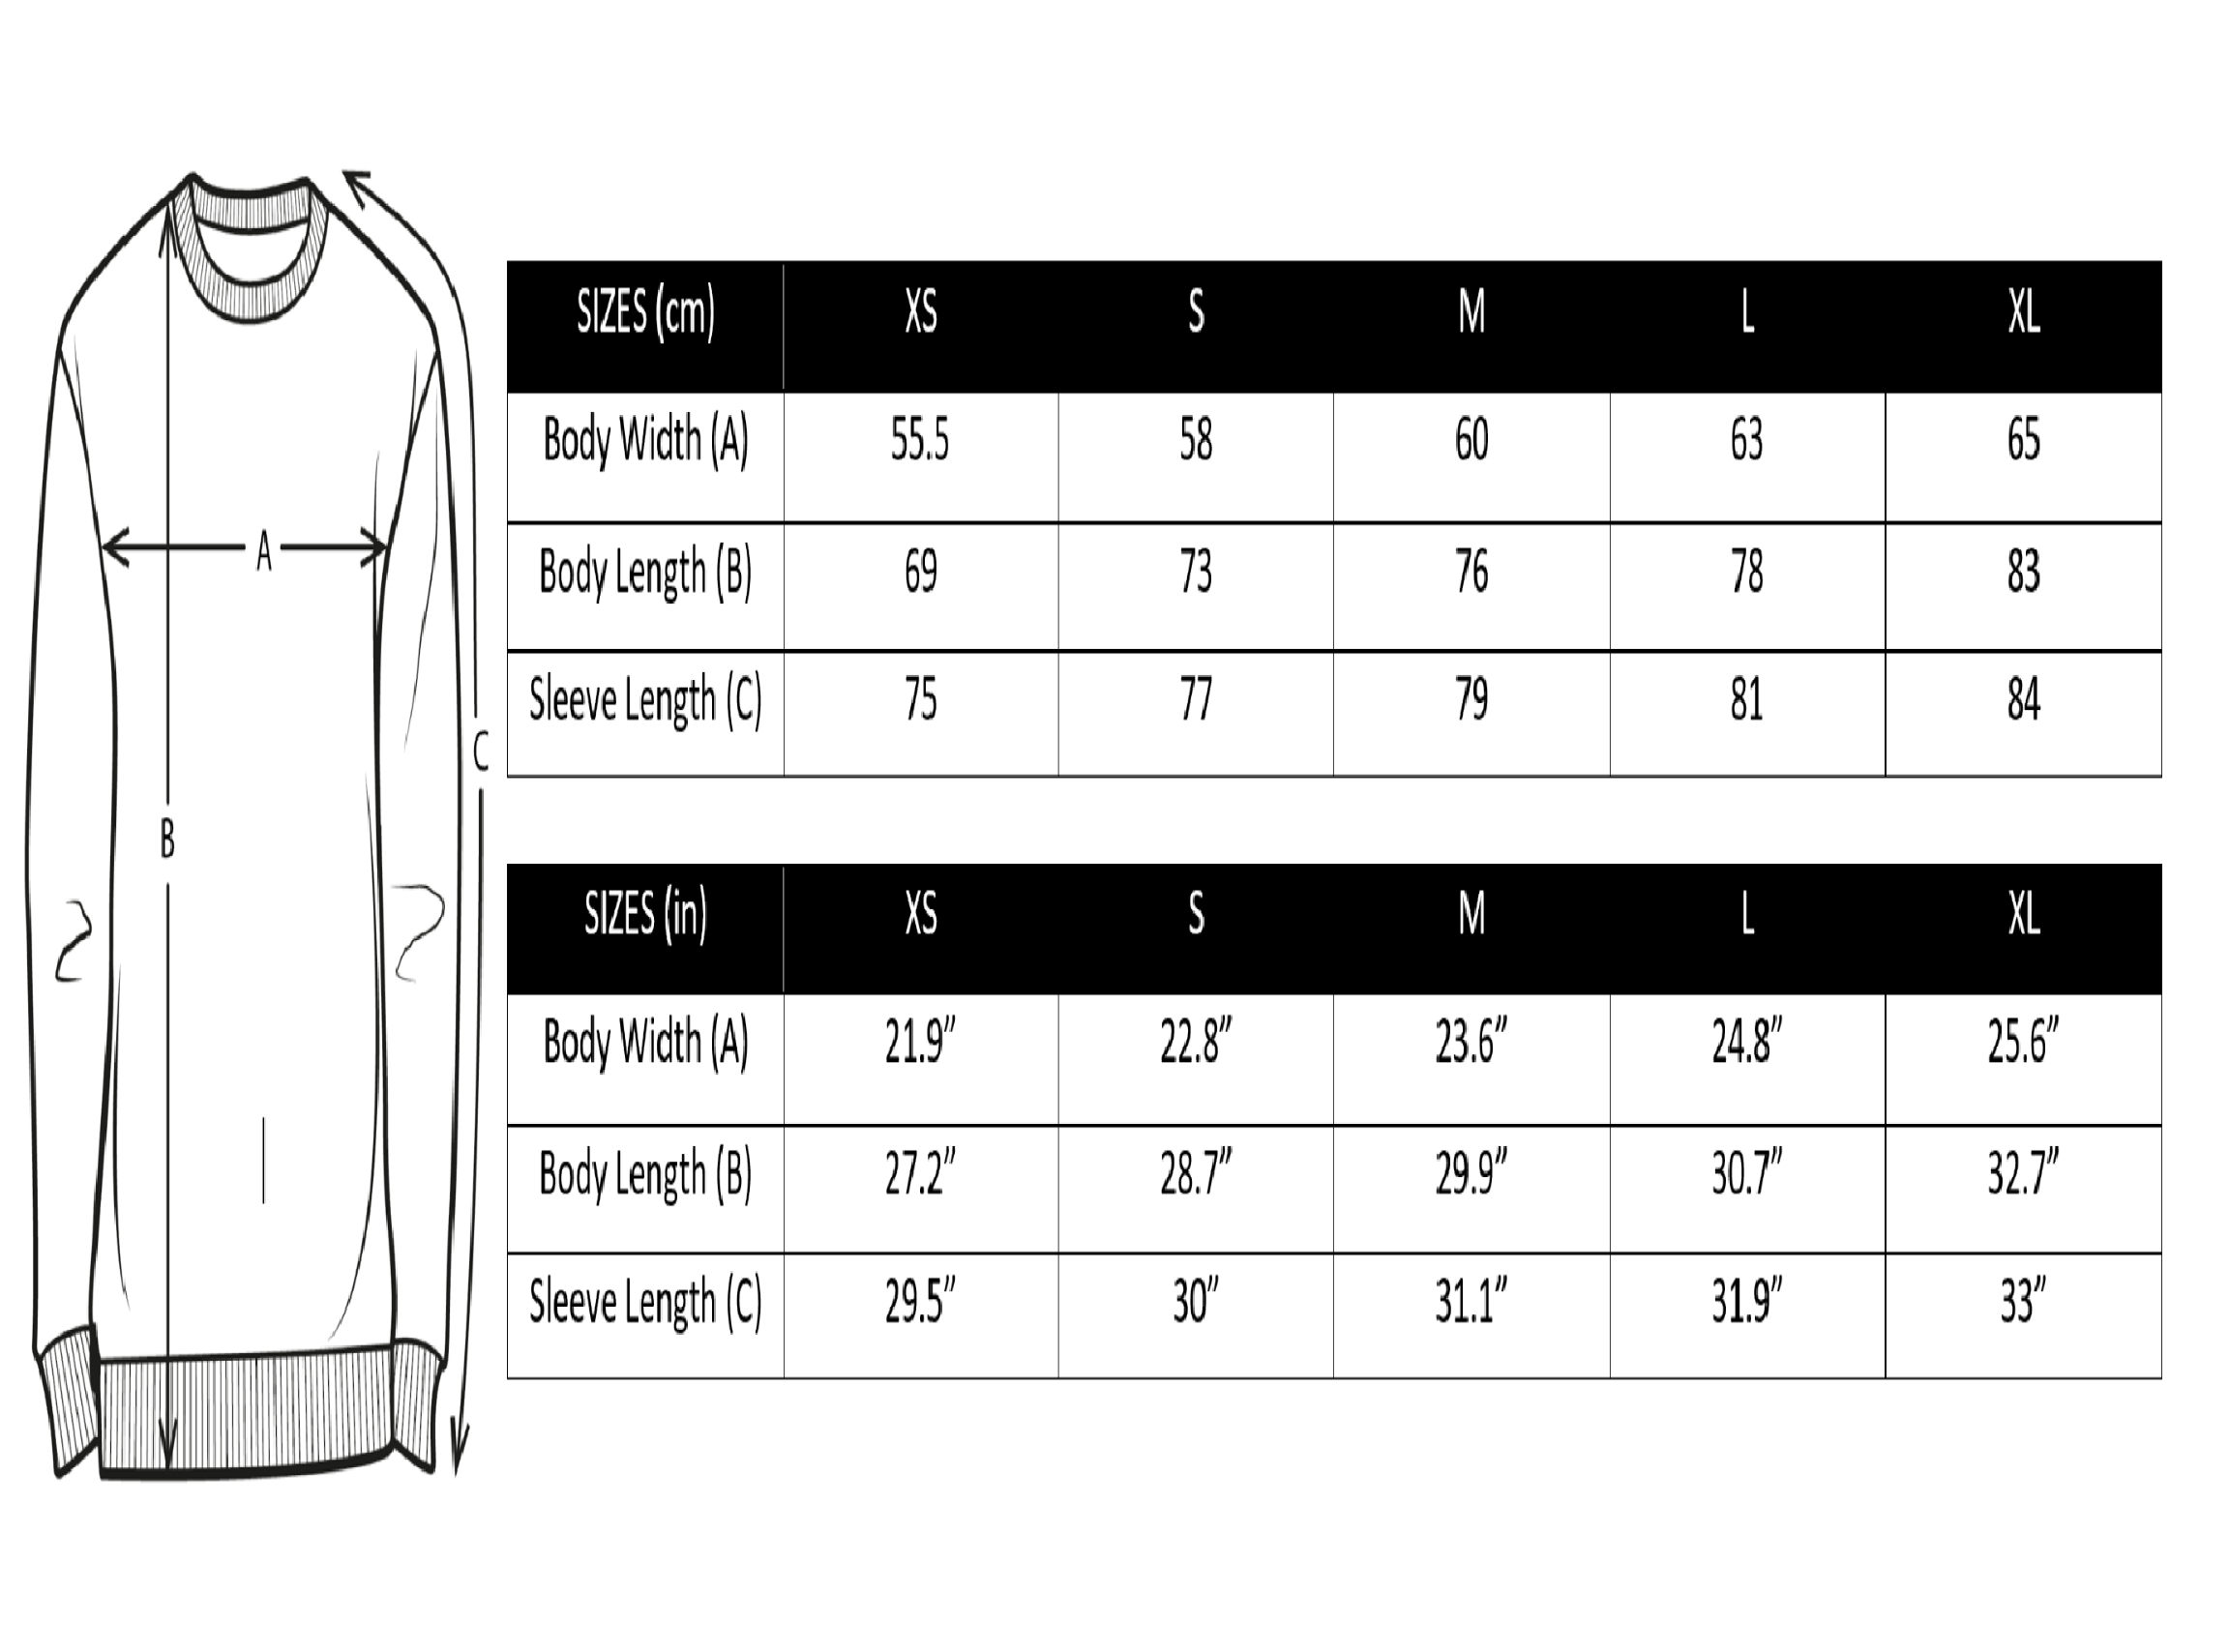 SIZES (cm) XS S M L XL
Body Width (A) 55.5 58 60 63 65
Body Length (B) 69 73 76 78 83
Sleeve Length (C) 75 77 79 81 84
A
B
C
SIZES (in) XS S M L XL
Body Width (A) 21.9” 22.8” 23.6” 24.8” 25.6”
Body Length (B) 27.2” 28.7” 29.9” 30.7” 32.7”
Sleeve Length (C) 29.5” 30” 31.1” 31.9” 33”